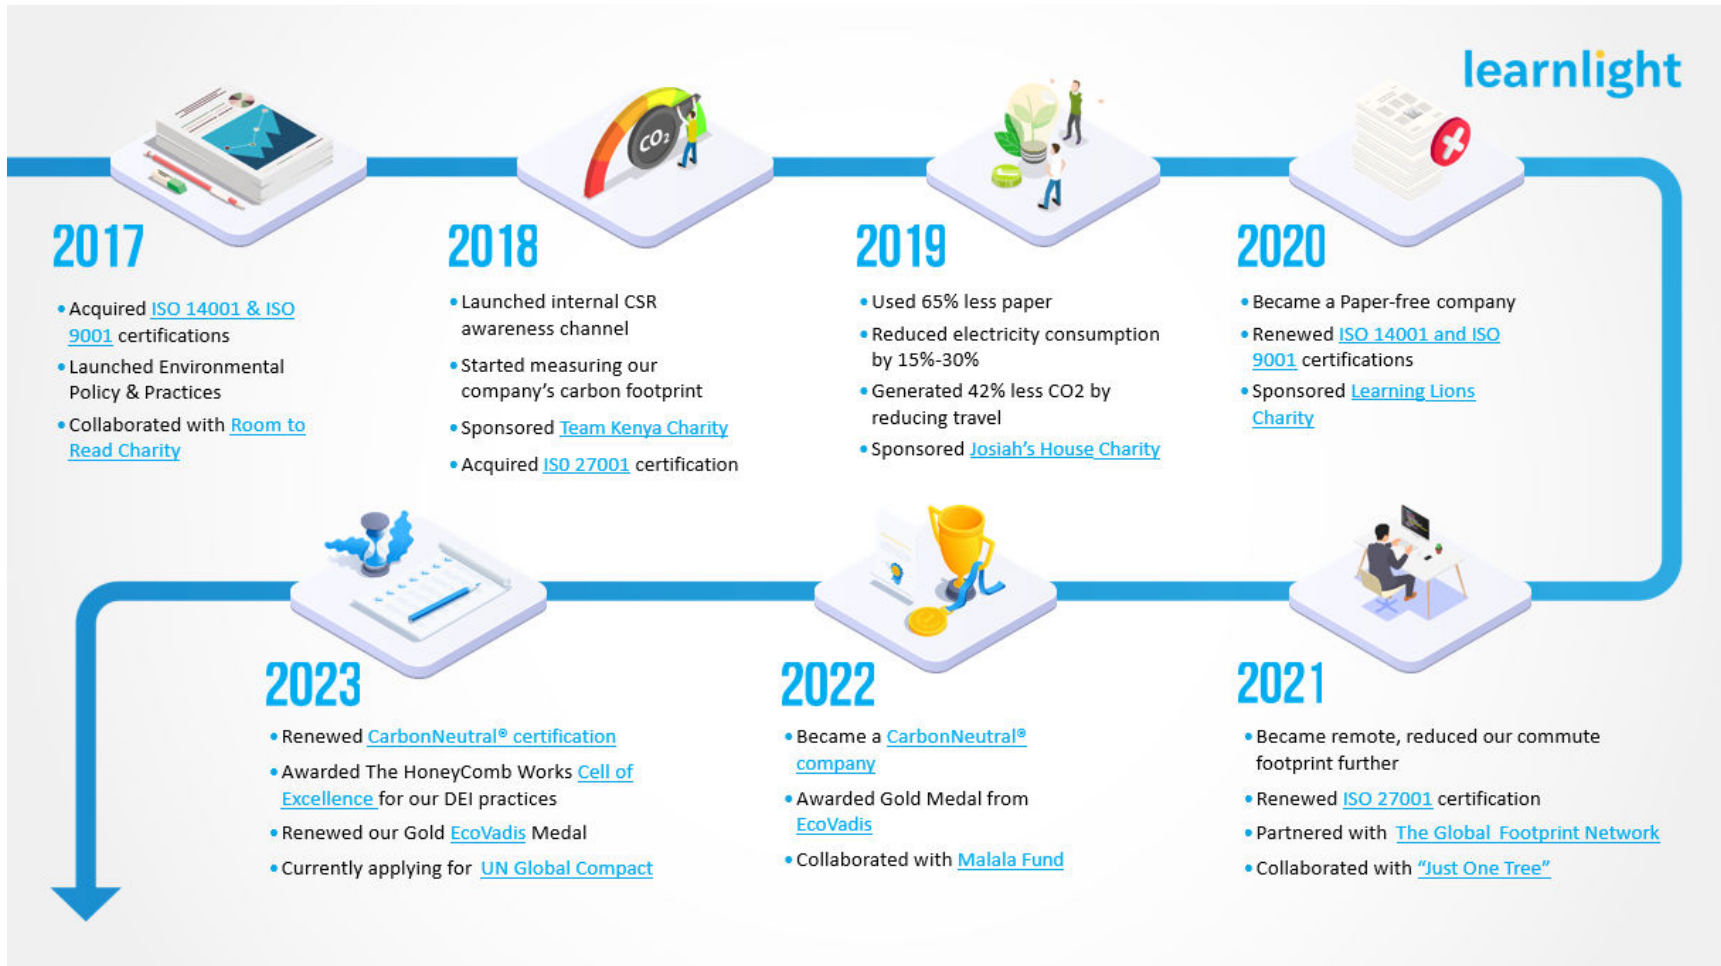 learnlight
2017
• Acquired ISO 14001 & ISO
9001 certifications
• Launched Environmental
Policy & Practices
• Collaborated with Room to
Read Charity
2018
• Launched internal CSR
awareness channel
• Started measuring our
company's carbon footprint
• Sponsored Team Kenya Charity
• Acquired IS0 27001 certification
CO2
2019
• Used 65% less paper
• Reduced electricity consumption
by 15%-30%
• Generated 42% less CO2 by
reducing travel
• Sponsored Josiah's House Charity
2020
• Became a Paper-free company
• Renewed ISO 14001 and ISO
9001 certifications
• Sponsored Learning Lions
Charity
2021
• Became remote, reduced our commute
footprint further
• Renewed ISO 27001 certification
• Partnered with The Global Footprint Network
• Collaborated with “Just One Tree”
2022
• Became a CarbonNeutral®
company
• Awarded Gold Medal from
EcoVadis
• Collaborated with Malala Fund
2023
• Renewed CarbonNeutral® certification
• Awarded The HoneyComb Works Cell of
Excellence for our DEI practices
• Renewed our Gold EcoVadis Medal
• Currently applying for UN Global Compact